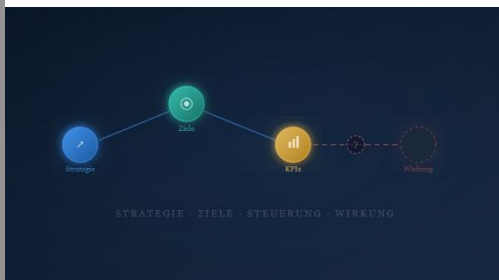 Ziele
Strategie
KPIs
Wirkung
STRATEGIE · ZIELE · STEUERUNG · WIRKUNG